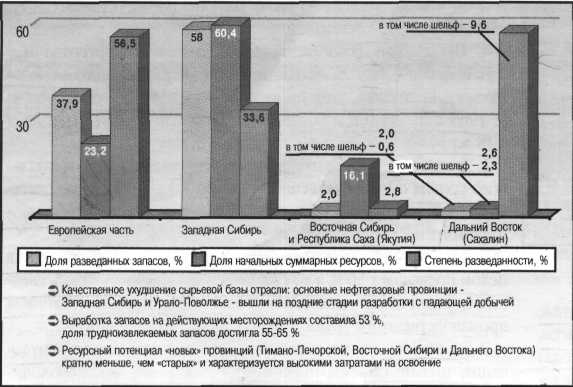 60
30
37,9
23,2
56,5
58
60,4
33,6
2,0
16,1
2,8
2,0
в том числе шельф – 0,6
в том числе шельф – 9,6
2,6
в том числе шельф – 2,3
Европейская часть
Западная Сибирь
Восточная Сибирь
и Республика Саха (Якутия)
Дальний Восток
(Сахалин)
Доля разведанных запасов, %
Доля начальных суммарных ресурсов, %
Степень разведанности, %
Качественное ухудшение сырьевой базы отрасли: основные нефтегазовые провинции -
Западная Сибирь и Урало-Поволжье - вышли на поздние стадии разработки с падающей добычей
Выработка запасов на действующих месторождениях составила 53 %,
доля трудноизвлекаемых запасов достигла 55-65 %
Ресурсный потенциал «новых» провинций (Тимано-Печорской, Восточной Сибири и Дальнего Востока)
кратно меньше, чем «старых» и характеризуется высокими затратами на освоение